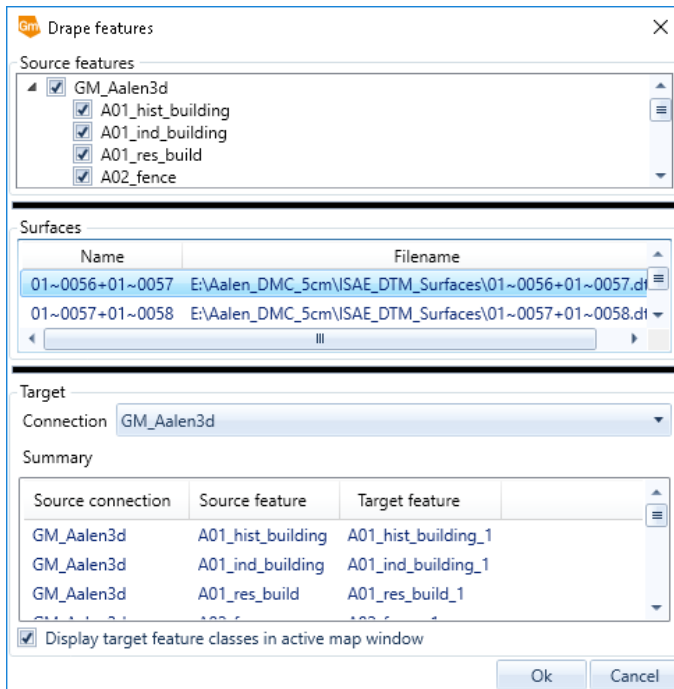 Gm Drape features
Source features
GM_Aalen3d
A01_hist_building
A01_ind_building
A01_res_build
A02_fence
Surfaces
Name Filename
01~0056+01~0057 E:\Aalen_DMC_5cm\ISAE_DTM_Surfaces\01~0056+01~0057.dt
01~0057+01~0058 E:\Aalen_DMC_5cm\ISAE_DTM_Surfaces\01~0057+01~0058.dt
Target
Connection GM_Aalen3d
Summary
Source connection Source feature Target feature
GM_Aalen3d A01_hist_building A01_hist_building_1
GM_Aalen3d A01_ind_building A01_ind_building_1
GM_Aalen3d A01_res_build A01_res_build_1
Display target feature classes in active map window
Ok Cancel